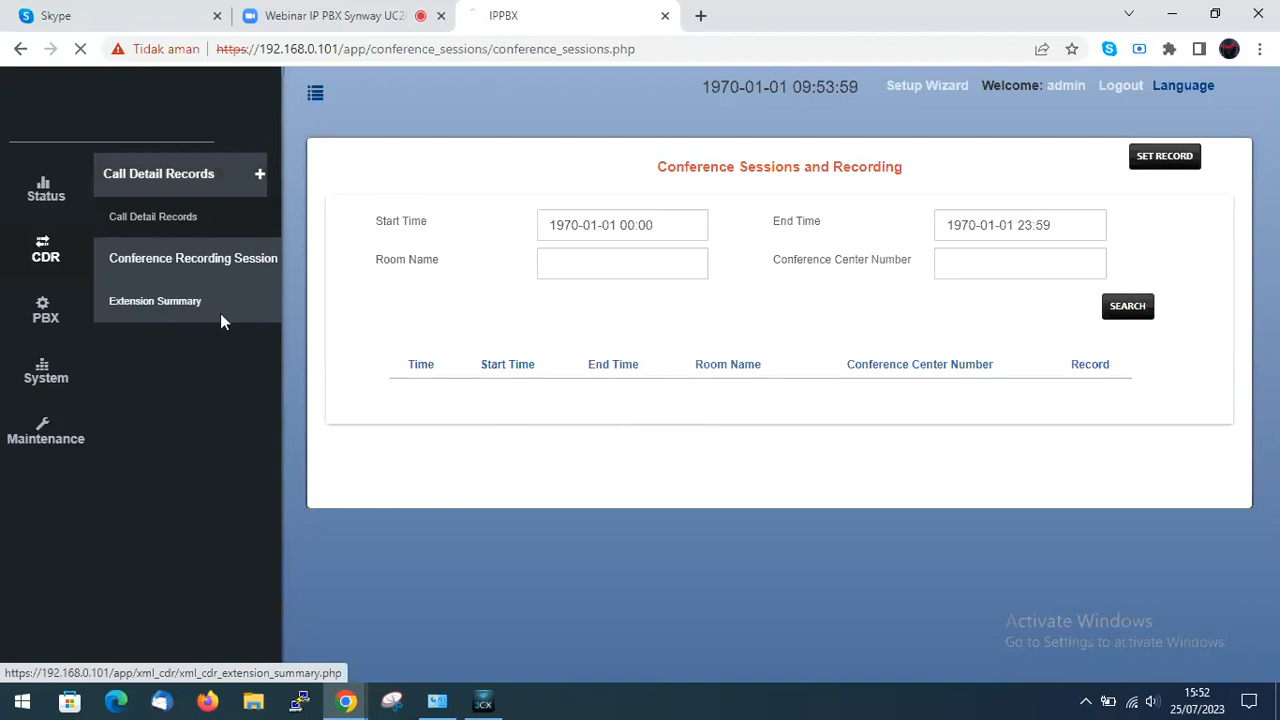 Skype
Webinar IP PBX Synway UC2
IPPBX
Tidak aman
https://192.168.0.101/app/conference_sessions/conference_sessions.php
1970-01-01 09:53:59
Setup Wizard
Welcome: admin
Logout
Language
Status
CDR
PBX
System
Maintenance
Call Detail Records +
Call Detail Records
Conference Recording Session
Extension Summary
Conference Sessions and Recording
SET RECORD
Start Time 1970-01-01 00:00 End Time 1970-01-01 23:59
Room Name Conference Center Number
SEARCH
Time Start Time End Time Room Name Conference Center Number Record
Activate Windows
Go to Settings to activate Windows.
https://192.168.0.101/app/xml_cdr/xml_cdr_extension_summary.php
3CX
15:52
25/07/2023